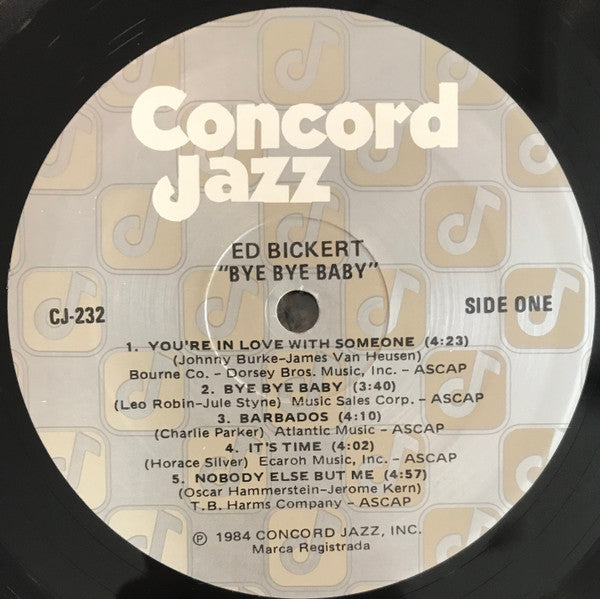 Concord
Jazz
ED BICKERT
"BYE BYE BABY"
CJ-232
SIDE ONE
1. YOU'RE IN LOVE WITH SOMEONE (4:23)
(Johnny Burke-James Van Heusen)
Bourne Co. – Dorsey Bros. Music, Inc. – ASCAP
2. BYE BYE BABY (3:40)
(Leo Robin-Jule Styne) Music Sales Corp. – ASCAP
3. BARBADOS (4:10)
(Charlie Parker) Atlantic Music – ASCAP
4. IT'S TIME (4:02)
(Horace Silver) Ecaroh Music, Inc. – ASCAP
5. NOBODY ELSE BUT ME (4:57)
(Oscar Hammerstein-Jerome Kern)
T.B. Harms Company – ASCAP
℗ 1984 CONCORD JAZZ, INC.
Marca Registrada